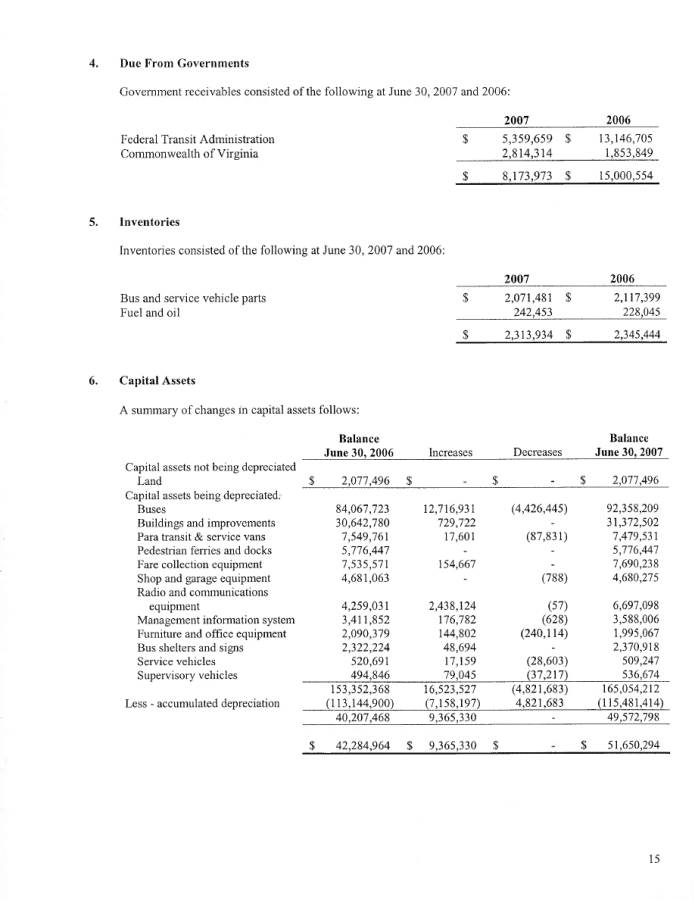 4. Due From Governments
Government receivables consisted of the following at June 30, 2007 and 2006:
2007 2006
Federal Transit Administration $ 5,359,659 $ 13,146,705
Commonwealth of Virginia 2,814,314 1,853,849
$ 8,173,973 $ 15,000,554
5. Inventories
Inventories consisted of the following at June 30, 2007 and 2006:
2007 2006
Bus and service vehicle parts $ 2,071,481 $ 2,117,399
Fuel and oil 242,453 228,045
$ 2,313,934 $ 2,345,444
6. Capital Assets
A summary of changes in capital assets follows:
Balance Balance
June 30, 2006 Increases Decreases June 30, 2007
Capital assets not being depreciated
Land $ 2,077,496 $ - $ - $ 2,077,496
Capital assets being depreciated:
Buses 84,067,723 12,716,931 (4,426,445) 92,358,209
Buildings and improvements 30,642,780 729,722 - 31,372,502
Para transit & service vans 7,549,761 17,601 (87,831) 7,479,531
Pedestrian ferries and docks 5,776,447 - - 5,776,447
Fare collection equipment 7,535,571 154,667 - 7,690,238
Shop and garage equipment 4,681,063 - (788) 4,680,275
Radio and communications
equipment 4,259,031 2,438,124 (57) 6,697,098
Management information system 3,411,852 176,782 (628) 3,588,006
Furniture and office equipment 2,090,379 144,802 (240,114) 1,995,067
Bus shelters and signs 2,322,224 48,694 - 2,370,918
Service vehicles 520,691 17,159 (28,603) 509,247
Supervisory vehicles 494,846 79,045 (37,217) 536,674
153,352,368 16,523,527 (4,821,683) 165,054,212
Less - accumulated depreciation (113,144,900) (7,158,197) 4,821,683 (115,481,414)
40,207,468 9,365,330 - 49,572,798
$ 42,284,964 $ 9,365,330 $ - $ 51,650,294
15